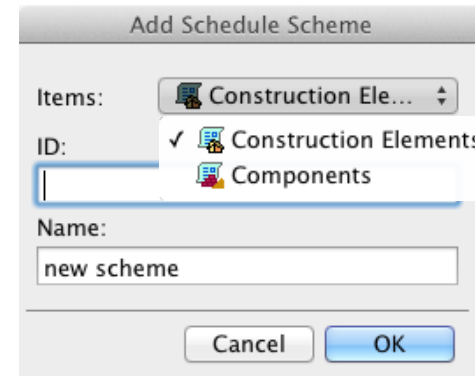 Add Schedule Scheme
Items:
Construction Ele...
ID:
✓ Construction Elements
Components
Name:
new scheme
Cancel
OK